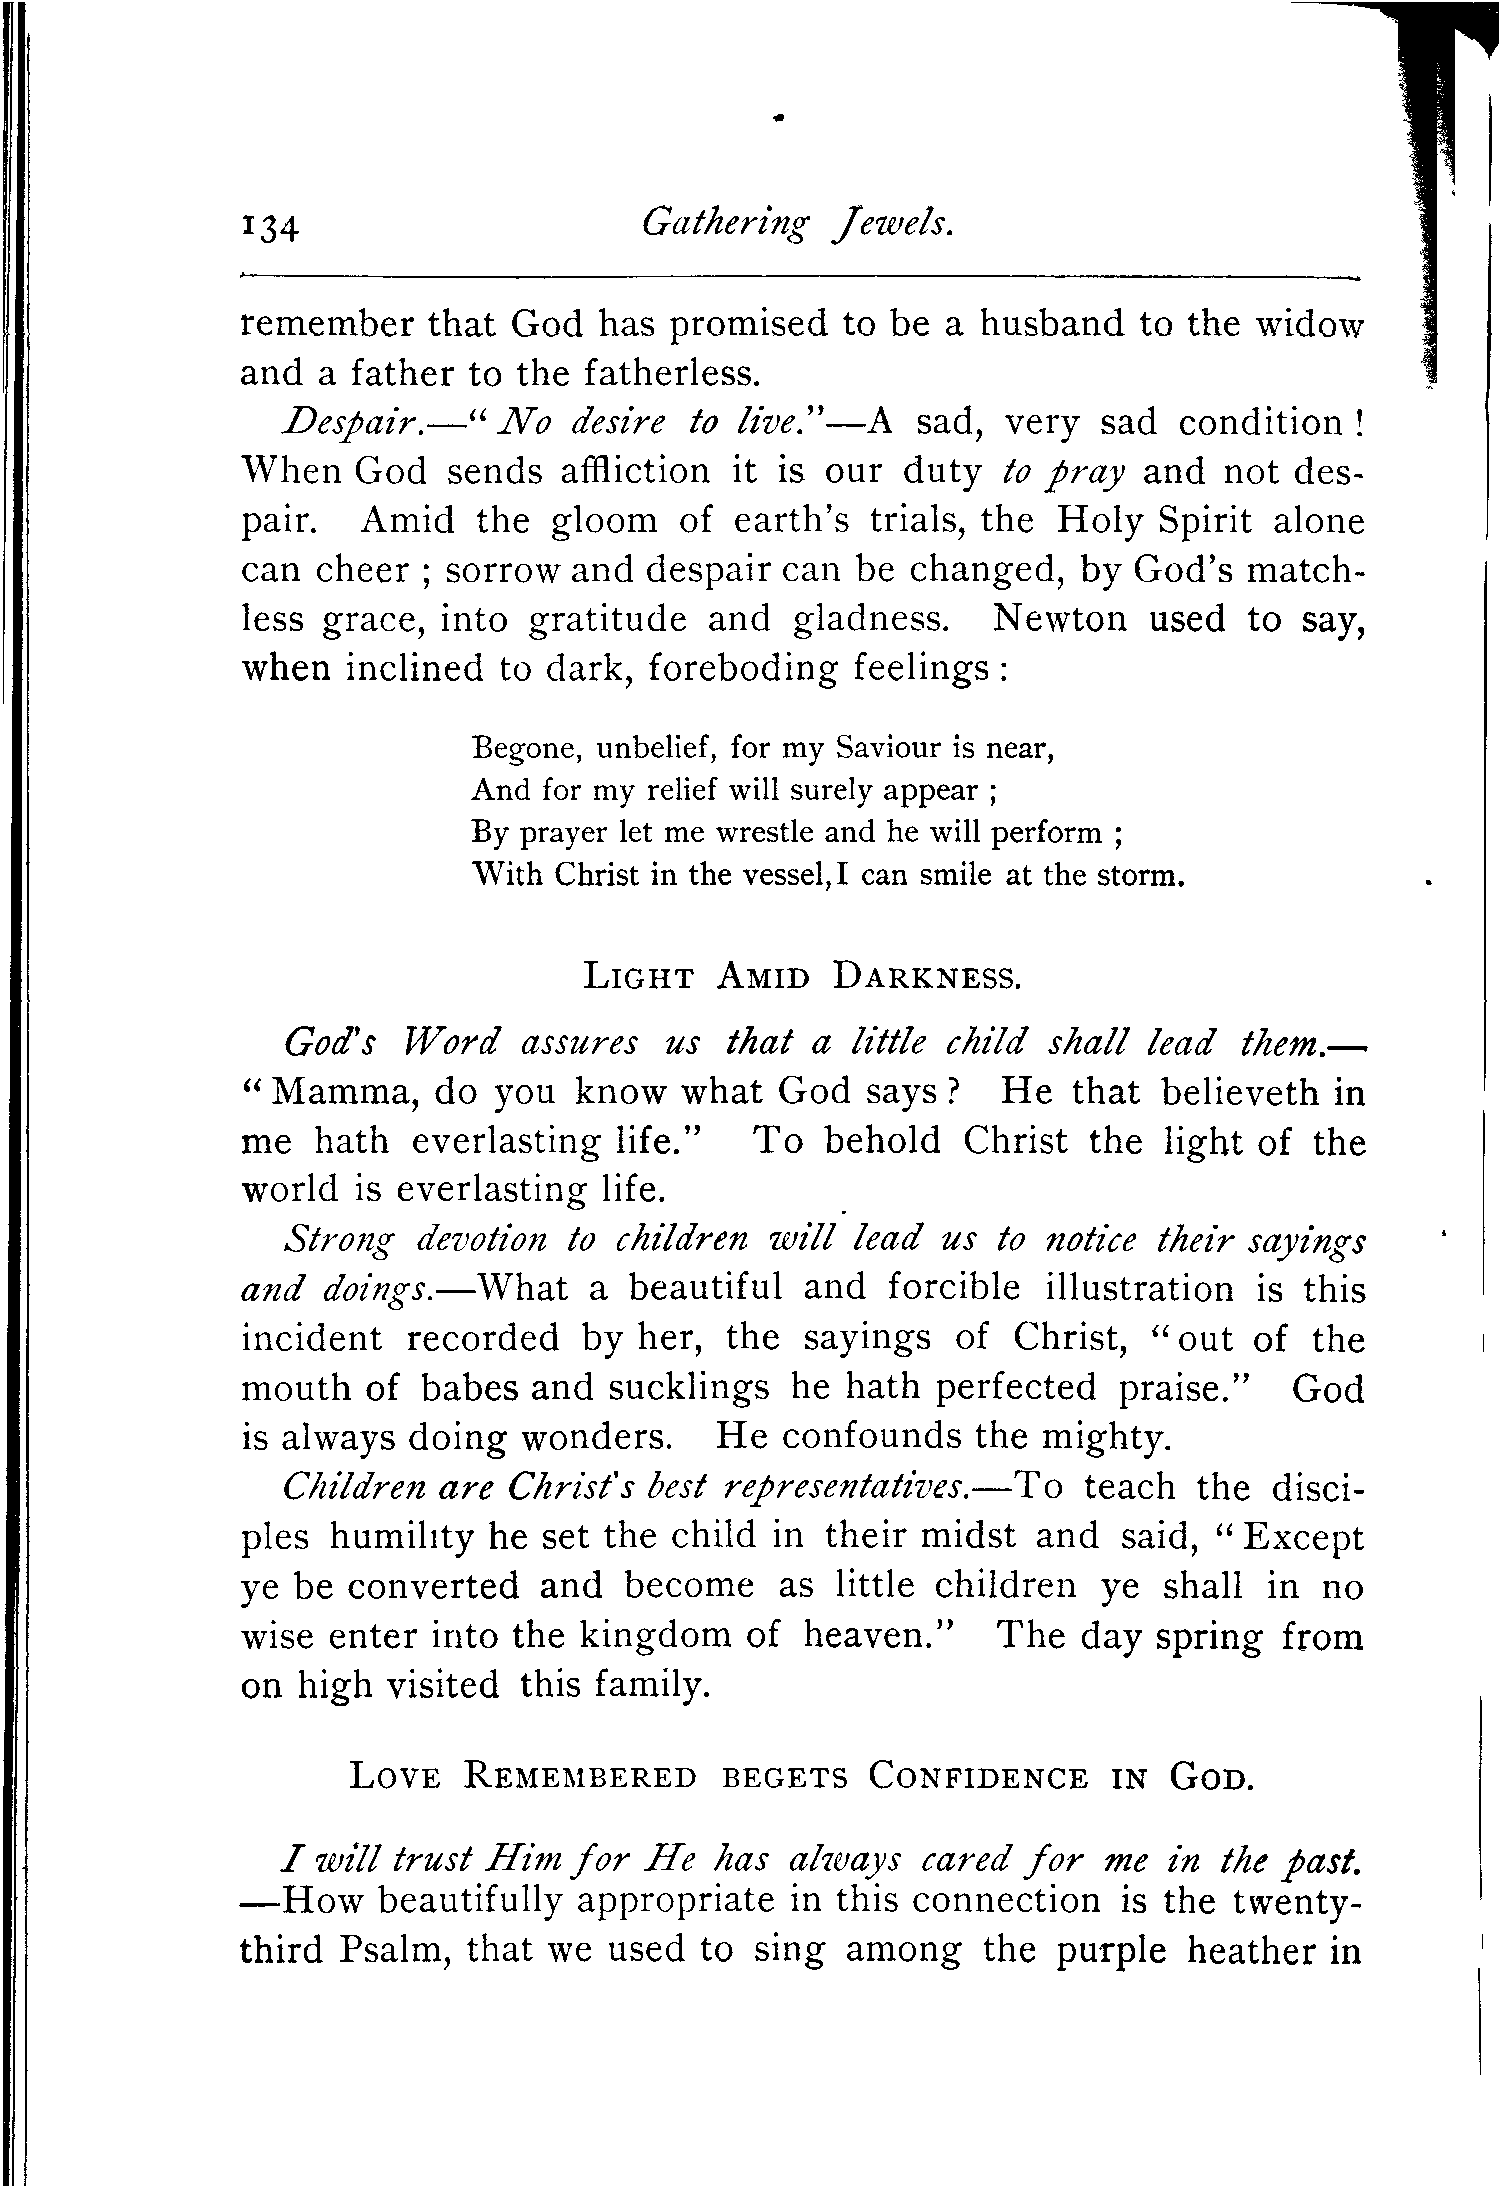 134 Gathering Jewels.
remember that God has promised to be a husband to the widow
and a father to the fatherless.
Despair.—" No desire to live."—A sad, very sad condition !
When God sends affliction it is our duty to pray and not des-
pair. Amid the gloom of earth's trials, the Holy Spirit alone
can cheer ; sorrow and despair can be changed, by God's match-
less grace, into gratitude and gladness. Newton used to say,
when inclined to dark, foreboding feelings :
Begone, unbelief, for my Saviour is near,
And for my relief will surely appear ;
By prayer let me wrestle and he will perform ;
With Christ in the vessel, I can smile at the storm.
LIGHT AMID DARKNESS.
God's Word assures us that a little child shall lead them.—
" Mamma, do you know what God says ? He that believeth in
me hath everlasting life." To behold Christ the light of the
world is everlasting life.
Strong devotion to children will lead us to notice their sayings
and doings.—What a beautiful and forcible illustration is this
incident recorded by her, the sayings of Christ, " out of the
mouth of babes and sucklings he hath perfected praise." God
is always doing wonders. He confounds the mighty.
Children are Christ's best representatives.—To teach the disci-
ples humility he set the child in their midst and said, " Except
ye be converted and become as little children ye shall in no
wise enter into the kingdom of heaven." The day spring from
on high visited this family.
LOVE REMEMBERED BEGETS CONFIDENCE IN GOD.
I will trust Him for He has always cared for me in the past.
—How beautifully appropriate in this connection is the twenty-
third Psalm, that we used to sing among the purple heather in